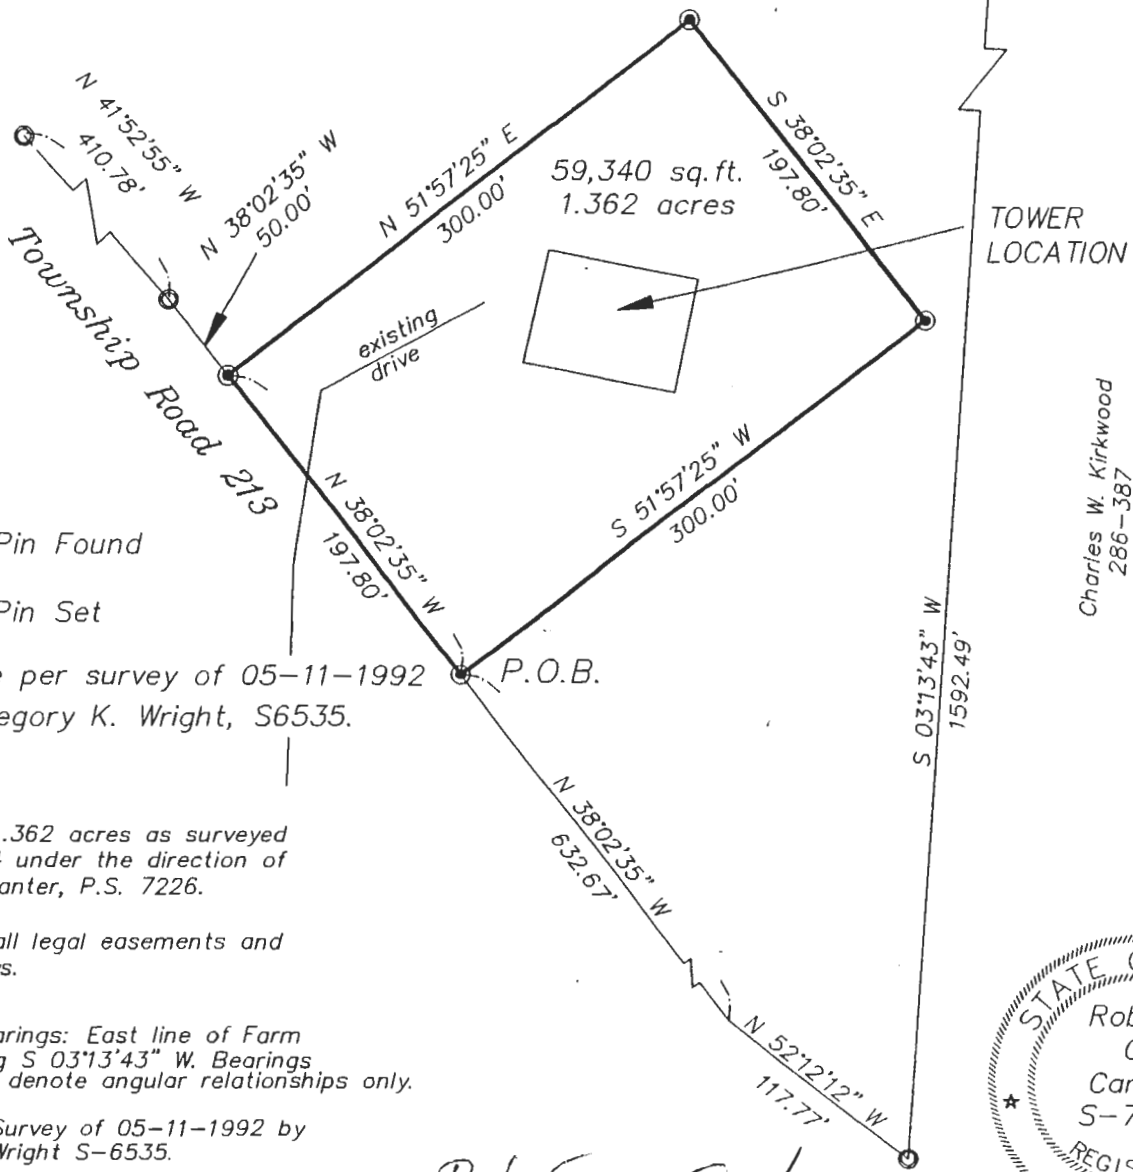 N 41°52'55" W
410.78'
N 38°02'35" W
50.00'
N 51°57'25" E
300.00'
59,340 sq.ft.
1.362 acres
S 38°02'35" E
197.80'
TOWER
LOCATION
Township Road 213
existing
drive
N 38°02'35" W
197.80'
S 51°57'25" W
300.00'
Charles W. Kirkwood
286-387
Pin Found
Pin Set
per survey of 05-11-1992
egory K. Wright, S6535.
P.O.B.
S 03°13'43" W
1592.49'
N 38°02'35" W
632.67'
N 52°12'12" W
117.77'
.362 acres as surveyed
under the direction of
anter, P.S. 7226.
all legal easements and
s.
arings: East line of Farm
g S 03°13'43" W. Bearings
denote angular relationships only.
Survey of 05-11-1992 by
Wright S-6535.
STATE O
Rob
C
Car
S-7
REGIS